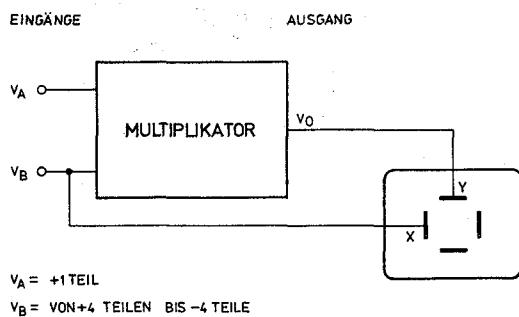 EINGÄNGE AUSGANG
V_A
MULTIPLIKATOR
V_O
V_B
Y
X
V_A = +1 TEIL
V_B = VON +4 TEILEN BIS -4 TEILE